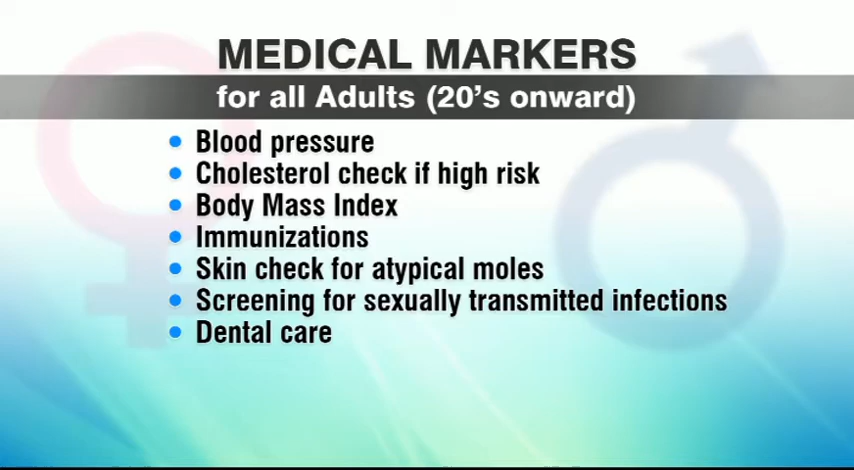 MEDICAL MARKERS
for all Adults (20's onward)
• Blood pressure
• Cholesterol check if high risk
• Body Mass Index
• Immunizations
• Skin check for atypical moles
• Screening for sexually transmitted infections
• Dental care